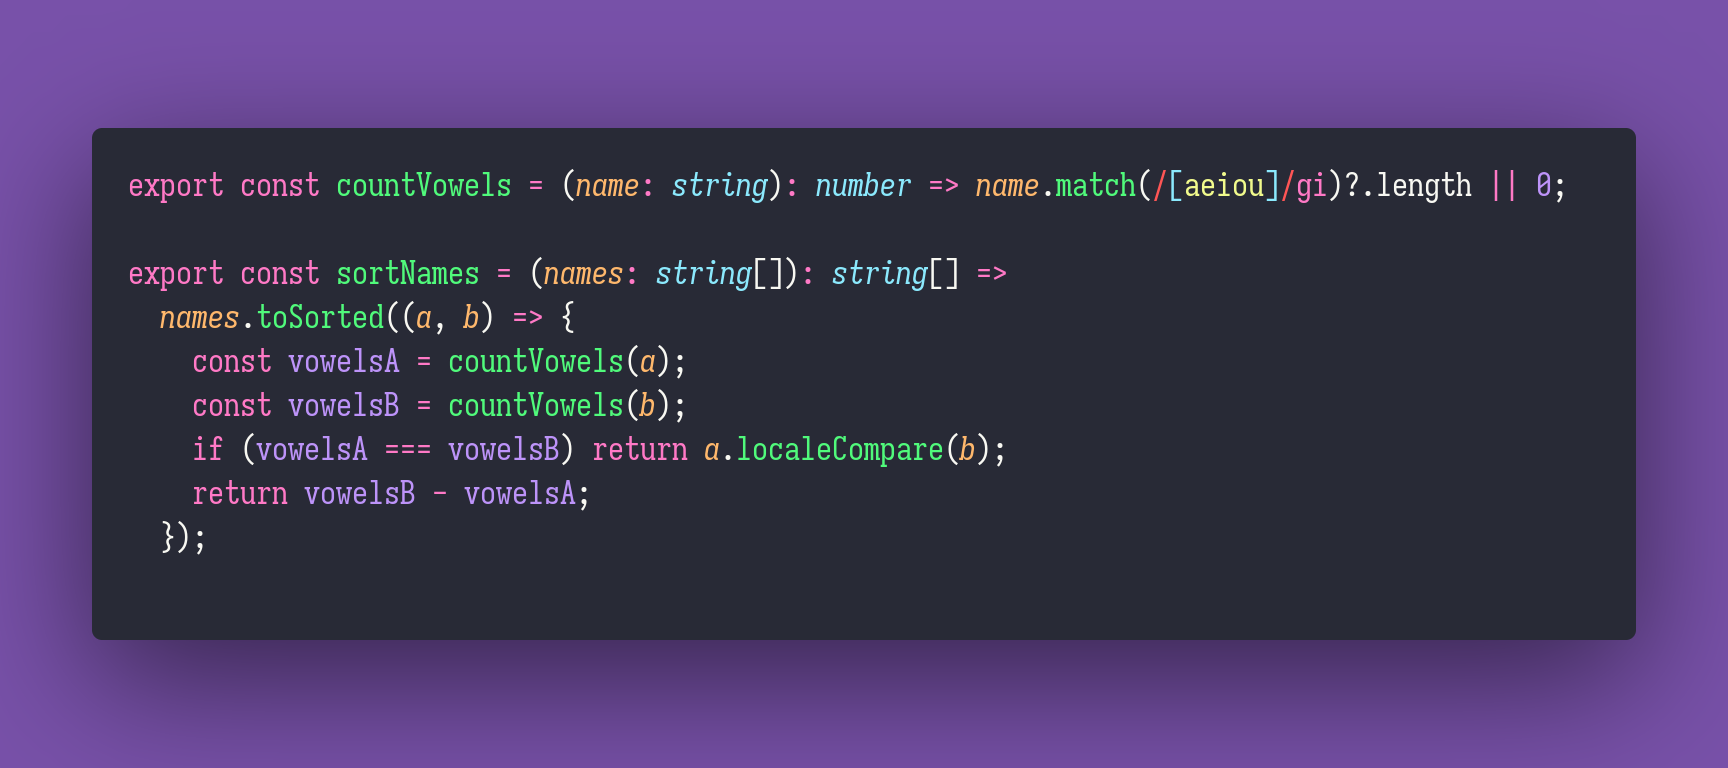 export const countVowels = (name: string): number => name.match(/[aeiou]/gi)?.length || 0;

export const sortNames = (names: string[]): string[] =>
  names.toSorted((a, b) => {
    const vowelsA = countVowels(a);
    const vowelsB = countVowels(b);
    if (vowelsA === vowelsB) return a.localeCompare(b);
    return vowelsB - vowelsA;
  });